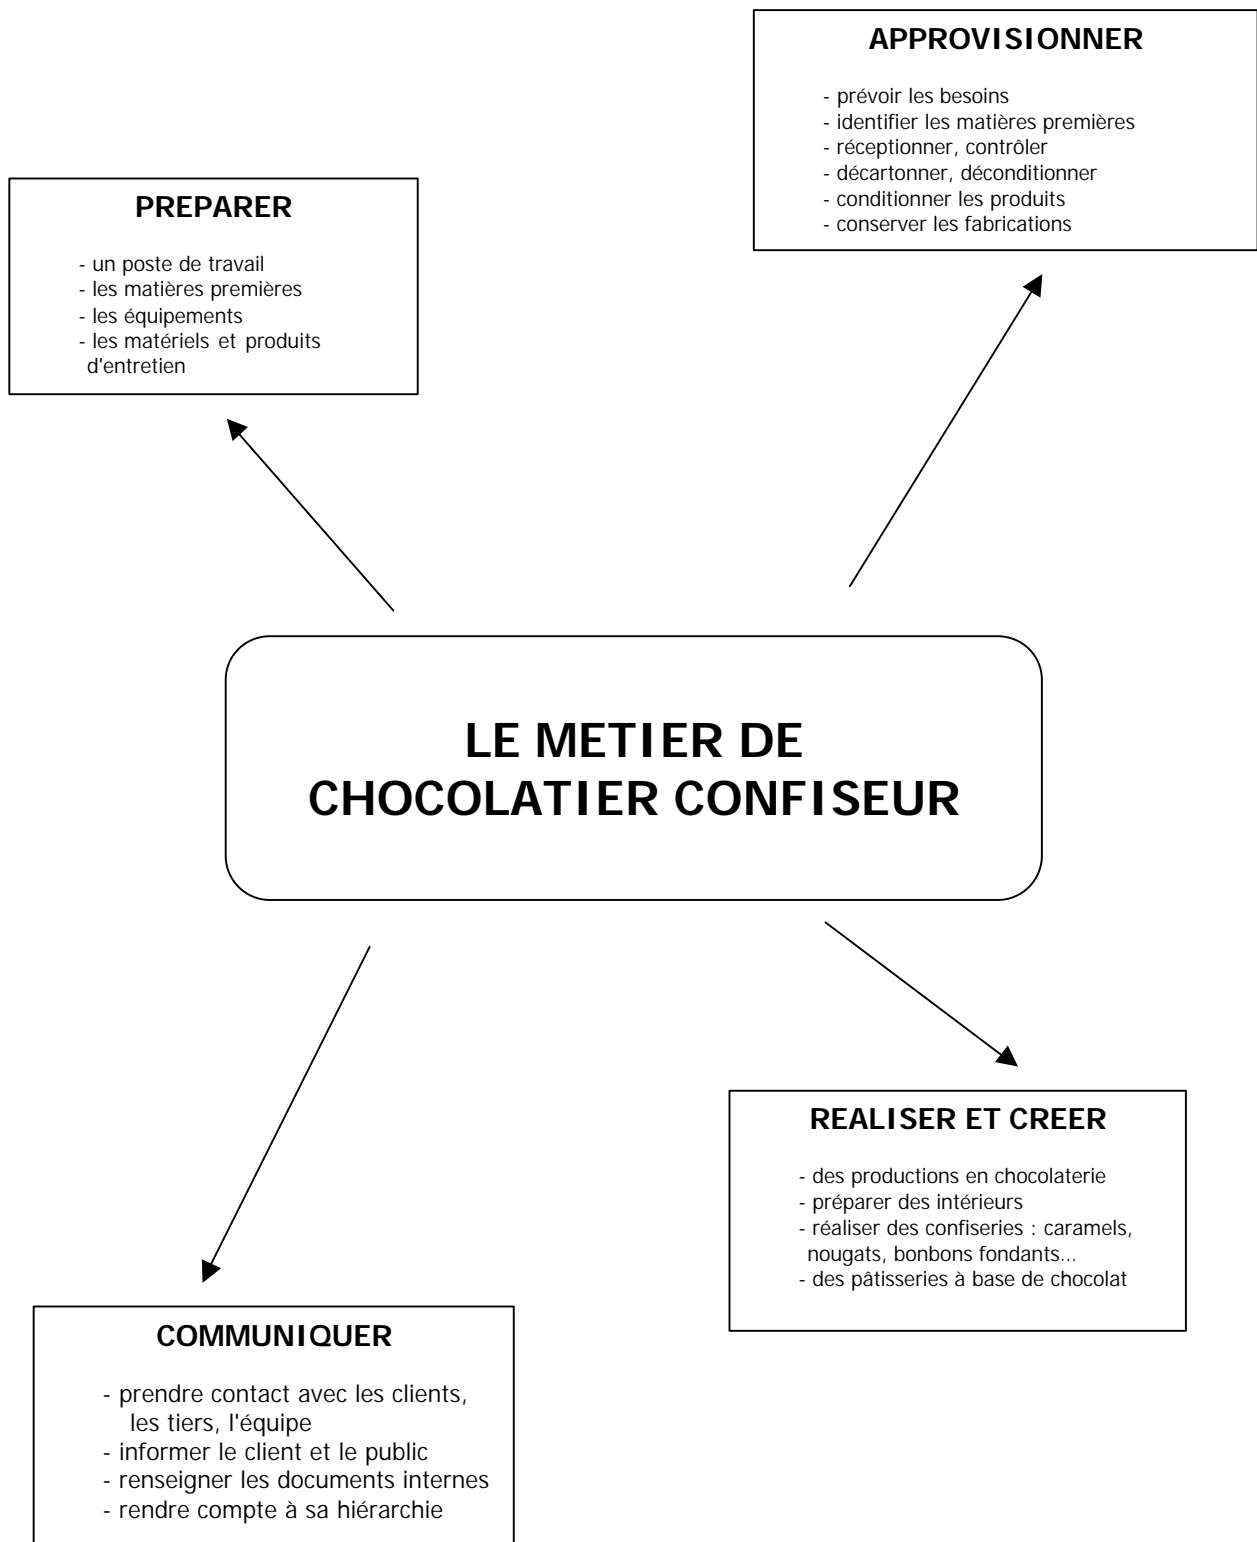 APPROVISIONNER
- prévoir les besoins
- identifier les matières premières
- réceptionner, contrôler
- décartonner, déconditionner
- conditionner les produits
- conserver les fabrications
PREPARER
- un poste de travail
- les matières premières
- les équipements
- les matériels et produits
d'entretien
LE METIER DE
CHOCOLATIER CONFISEUR
REALISER ET CREER
- des productions en chocolaterie
- préparer des intérieurs
- réaliser des confiseries : caramels,
nougats, bonbons fondants...
- des pâtisseries à base de chocolat
COMMUNIQUER
- prendre contact avec les clients,
les tiers, l'équipe
- informer le client et le public
- renseigner les documents internes
- rendre compte à sa hiérarchie